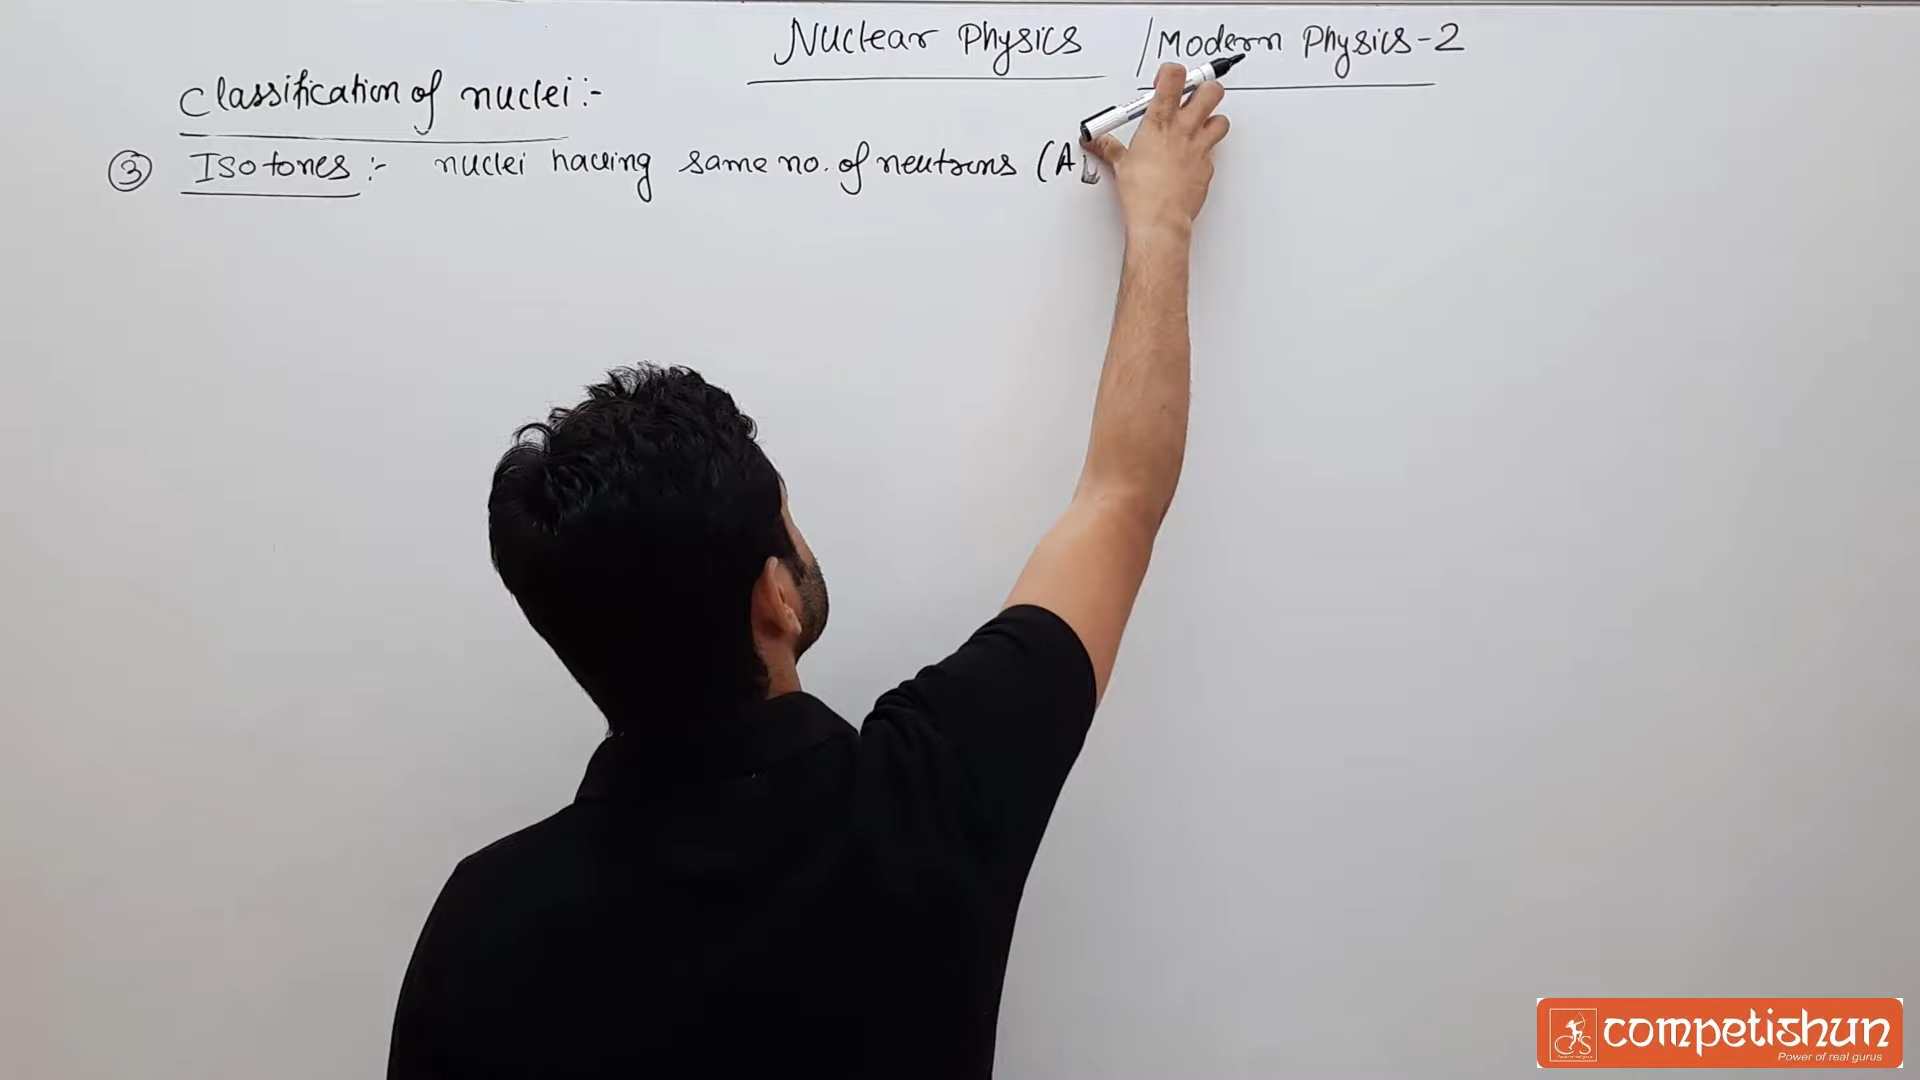 Nuclear Physics / Modern Physics-2
Classification of nuclei:-
③ Isotones:- nuclei having same no. of neutrons (A
competishun
Power of real gurus